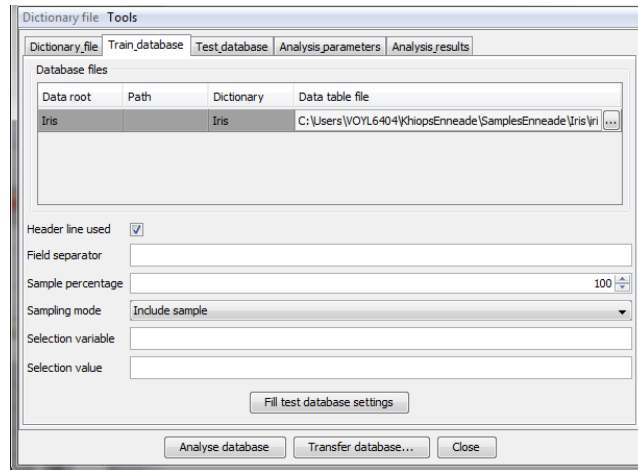 Dictionary file Tools
Dictionary_file Train_database Test_database Analysis_parameters Analysis_results
Database files
Data root Path Dictionary Data table file
Iris Iris C:\Users\VOYL6404\KhiopsEnneade\SamplesEnneade\Iris\iri ...
Header line used
Field separator
Sample percentage 100
Sampling mode Include sample
Selection variable
Selection value
Fill test database settings
Analyse database Transfer database... Close